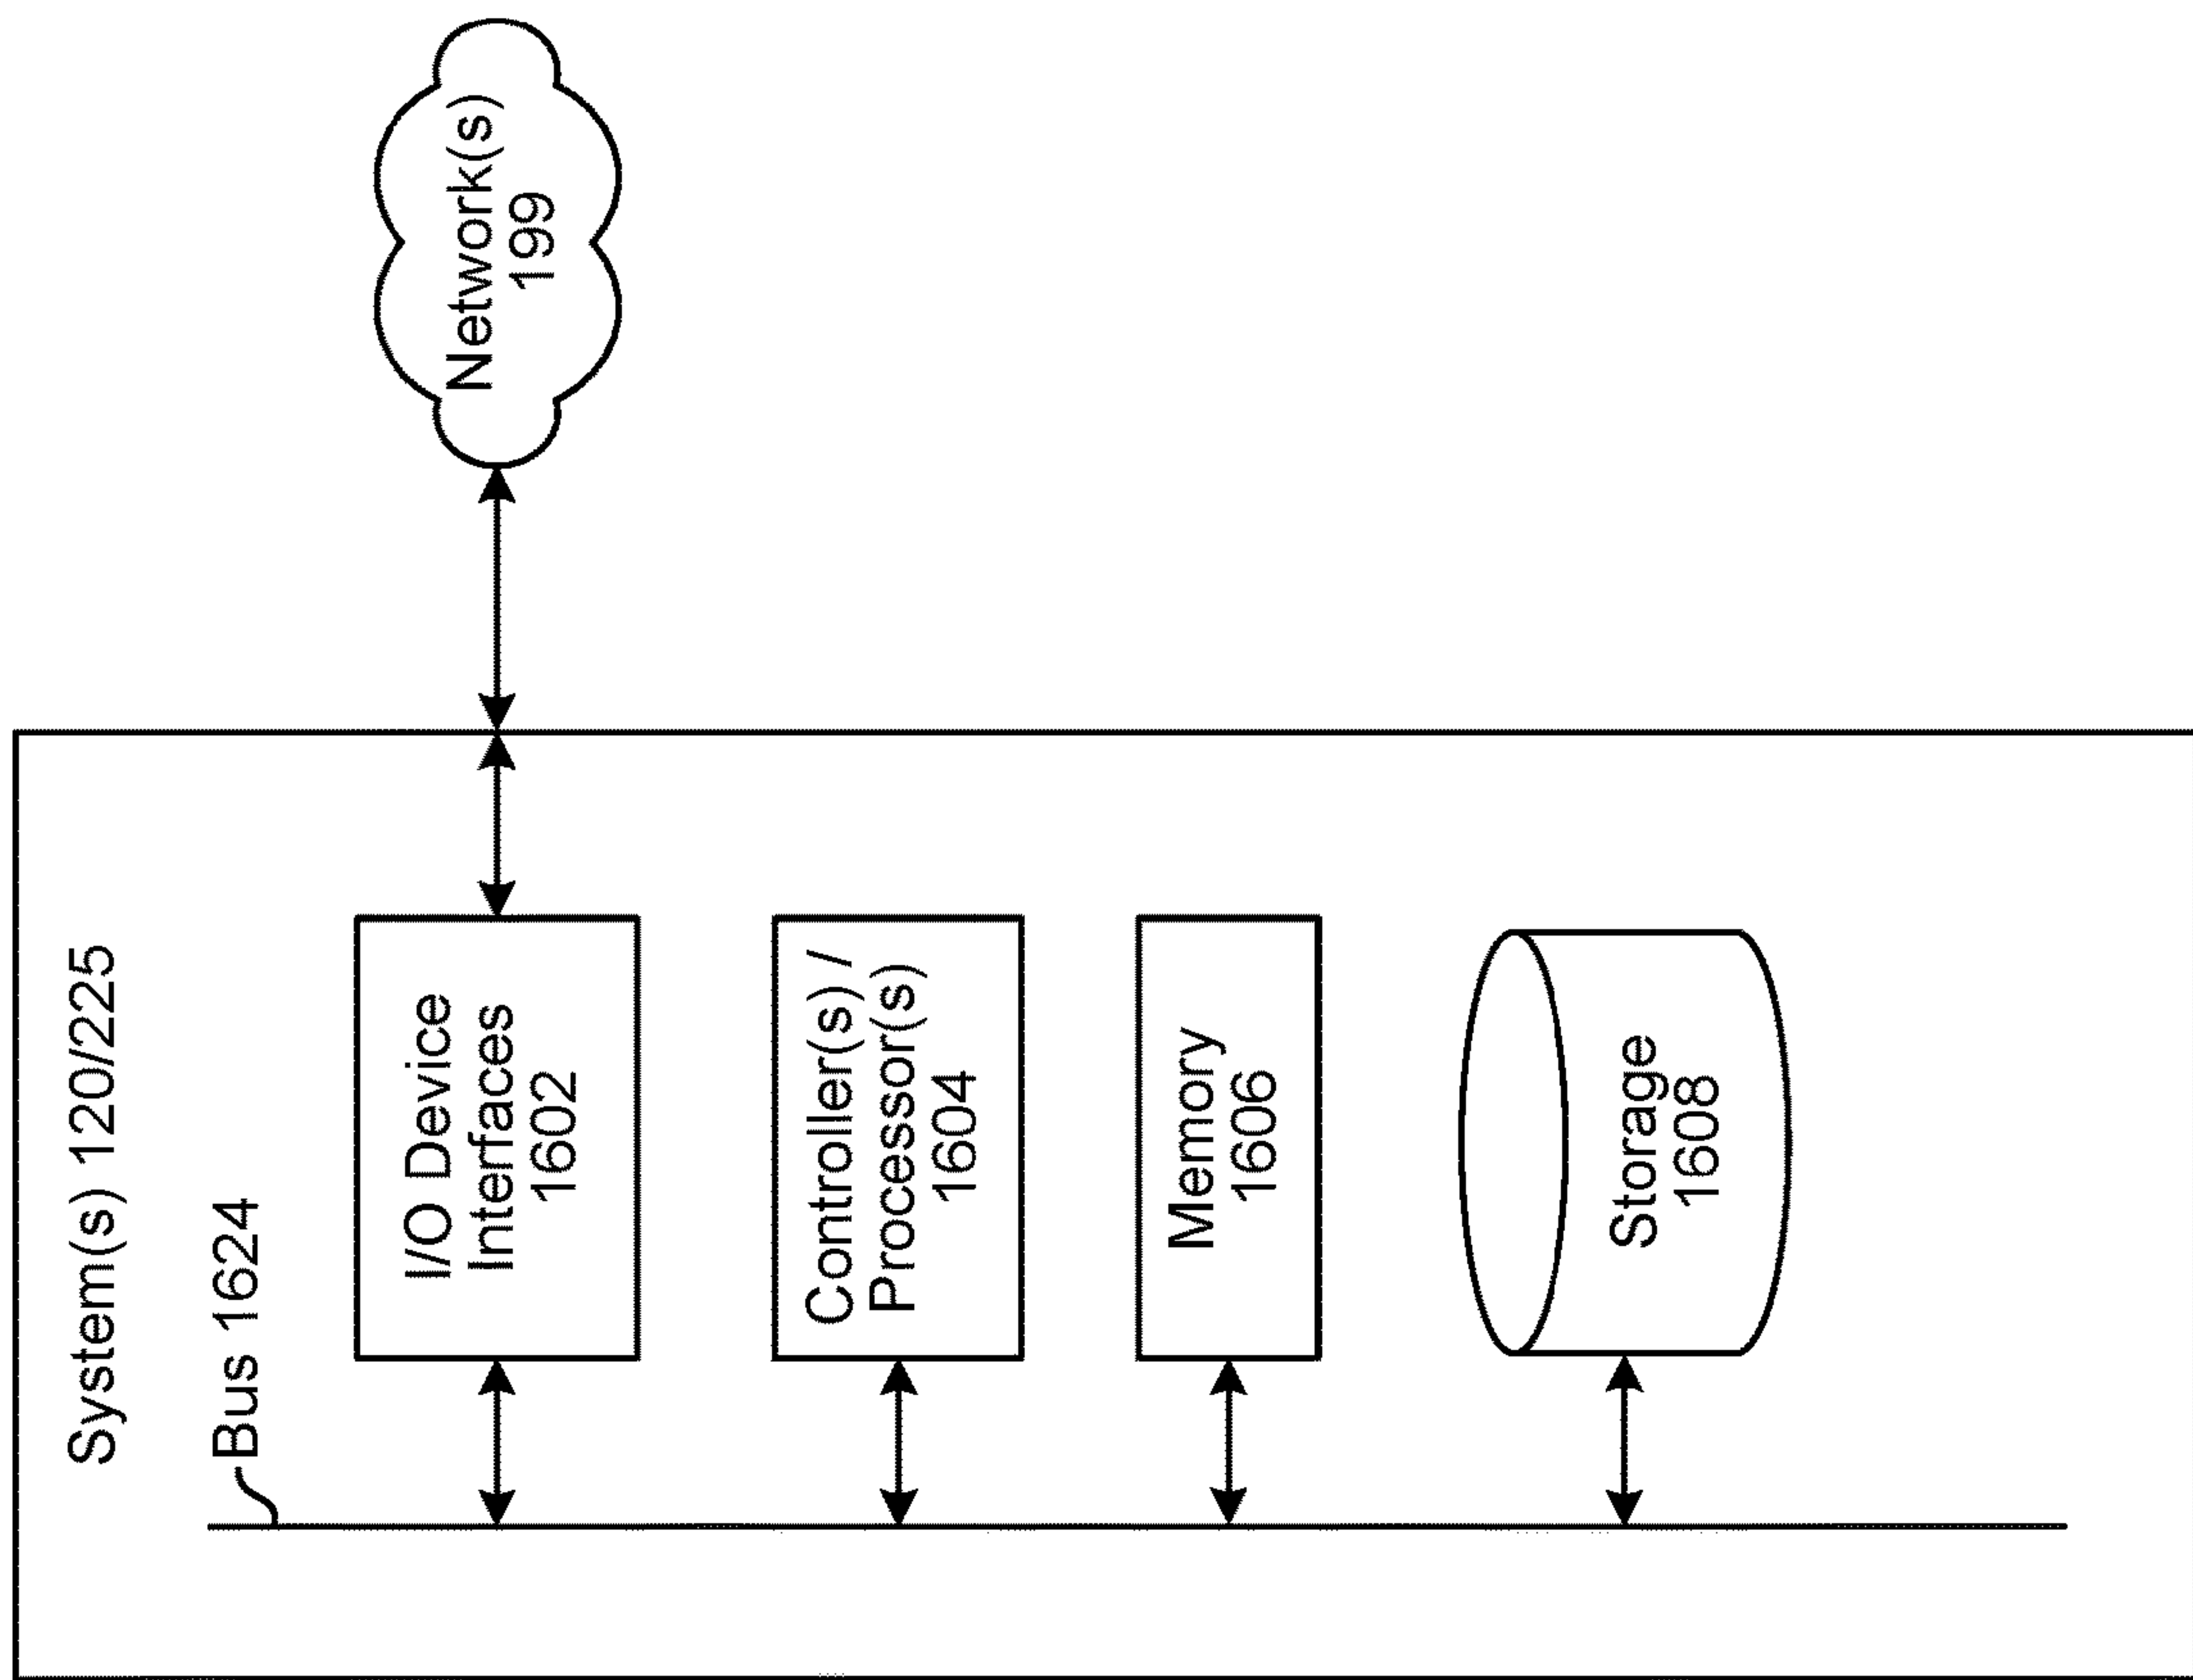 System(s) 120/225
Bus 1624
I/O Device
Interfaces
1602
Network(s)
199
Controller(s) /
Processor(s)
1604
Memory
1606
Storage
1608